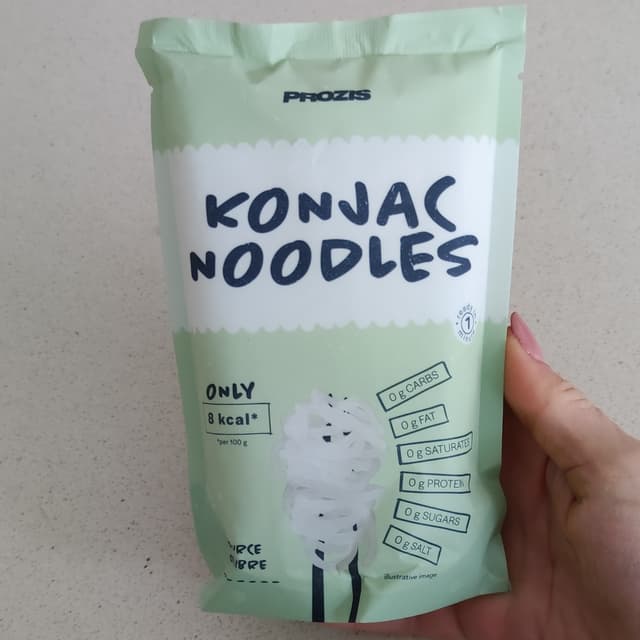 PROZIS
KONJAC
NOODLES
1
ONLY
8 kcal*
*per 100 g
0 g CARBS
0 g FAT
0 g SATURATES
0 g PROTEIN
0 g SUGARS
0 g SALT
illustrative image